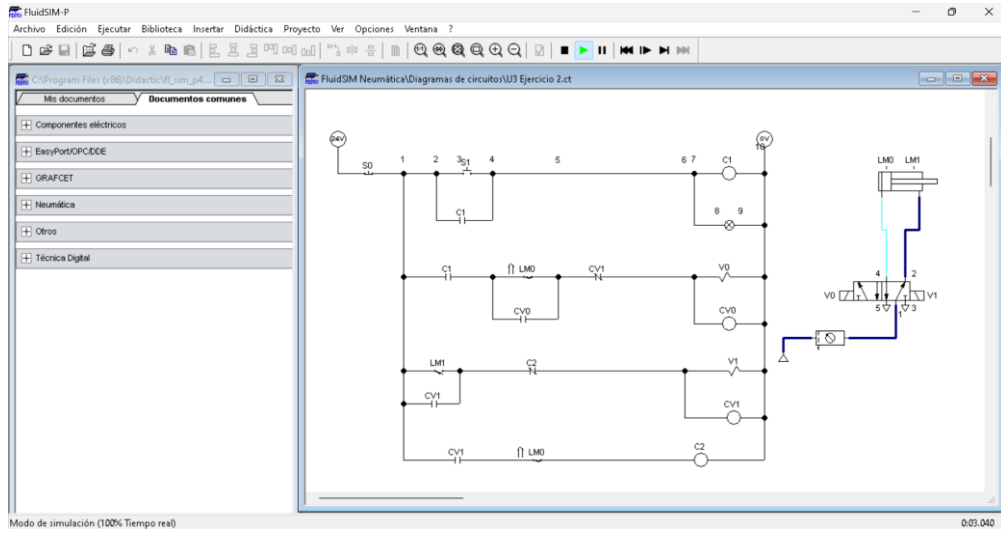 FluidSIM-P
Archivo Edición Ejecutar Biblioteca Insertar Didáctica Proyecto Ver Opciones Ventana ?
C:\Program Files (x86)\Didactic\fl_sim_p4....
Mis documentos Documentos comunes
Componentes eléctricos
EasyPort/OPC/DDE
GRAFCET
Neumática
Otros
Técnica Digital
FluidSIM Neumática\Diagramas de circuitos\U3 Ejercicio 2.ct
24V 0V
10
S0 1 2 3 S1 4 5 6 7 C1
C1 8 9
C1 LM0 CV1 V0
CV0 CV0
LM1 C2 V1
CV1 CV1
CV1 LM0 C2
LM0 LM1
4 2
V0 V1
5 1 3
Modo de simulación (100% Tiempo real) 0:03.040